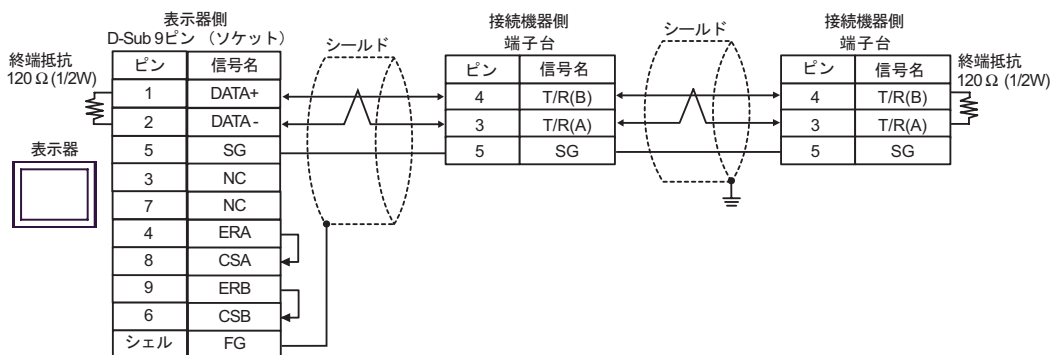 表示器側
D-Sub 9ピン （ソケット）
終端抵抗
120 Ω (1/2W)
ピン 信号名
1 DATA+
2 DATA-
5 SG
3 NC
7 NC
4 ERA
8 CSA
9 ERB
6 CSB
シェル FG
表示器
シールド
接続機器側
端子台
ピン 信号名
4 T/R(B)
3 T/R(A)
5 SG
シールド
接続機器側
端子台
ピン 信号名
4 T/R(B)
3 T/R(A)
5 SG
終端抵抗
120 Ω (1/2W)